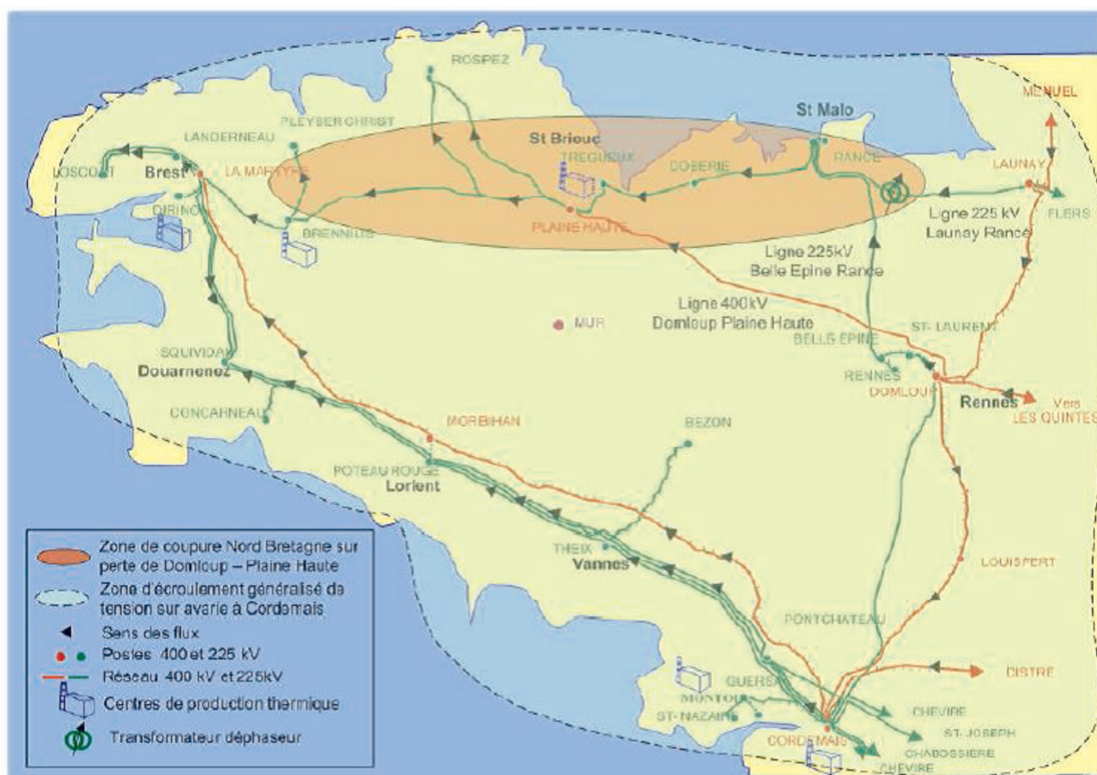 ROSPEZ
MENUEL
PLEYBER CHRIST
LANDERNEAU
St Malo
St Brieuc
TREGUEUX
DOBERIE
RANCE
LAUNAY
Brest
LA MARTYRE
FLERS
DIRINON
BRENNILIS
PLAINE HAUTE
Ligne 225 kV
Launay Rance
Ligne 225kV
Belle Epine Rance
Ligne 400kV
Domloup Plaine Haute
MUR
ST- LAURENT
BELLE EPINE
SQUIVIDAN
Douarnenez
RENNES
DOMLOUP
Rennes
Vers
LES QUINTES
CONCARNEAU
MORBIHAN
BEZON
POTEAU ROUGE
Lorient
THEIX
Vannes
LOUISFERT
PONTCHATEAU
DISTRE
GUERSAC
MONTOIR
ST- NAZAIRE
CHEVIRE
ST- JOSEPH
CORDEMAIS
CHABOSSIERE
CHEVIRE
Zone de coupure Nord Bretagne sur
perte de Domloup – Plaine Haute
Zone d'écroulement généralisé de
tension sur avarie à Cordemais
Sens des flux
Postes 400 et 225 kV
Réseau 400 kV et 225kV
Centres de production thermique
Transformateur déphaseur